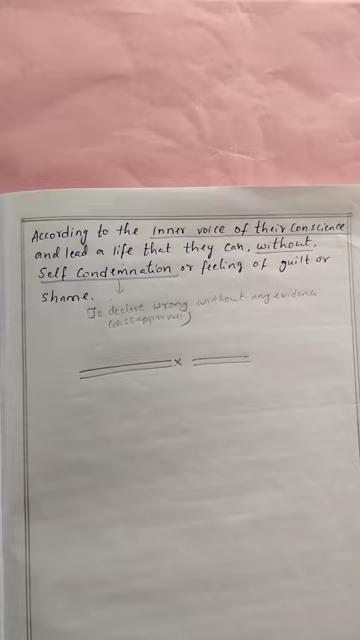 According to the Inner voice of their Conscience
and lead a life that they can, without,
Self Condemnation or feeling of guilt or
shame.
To declare wrong without any evidence
(dissapproval)
x